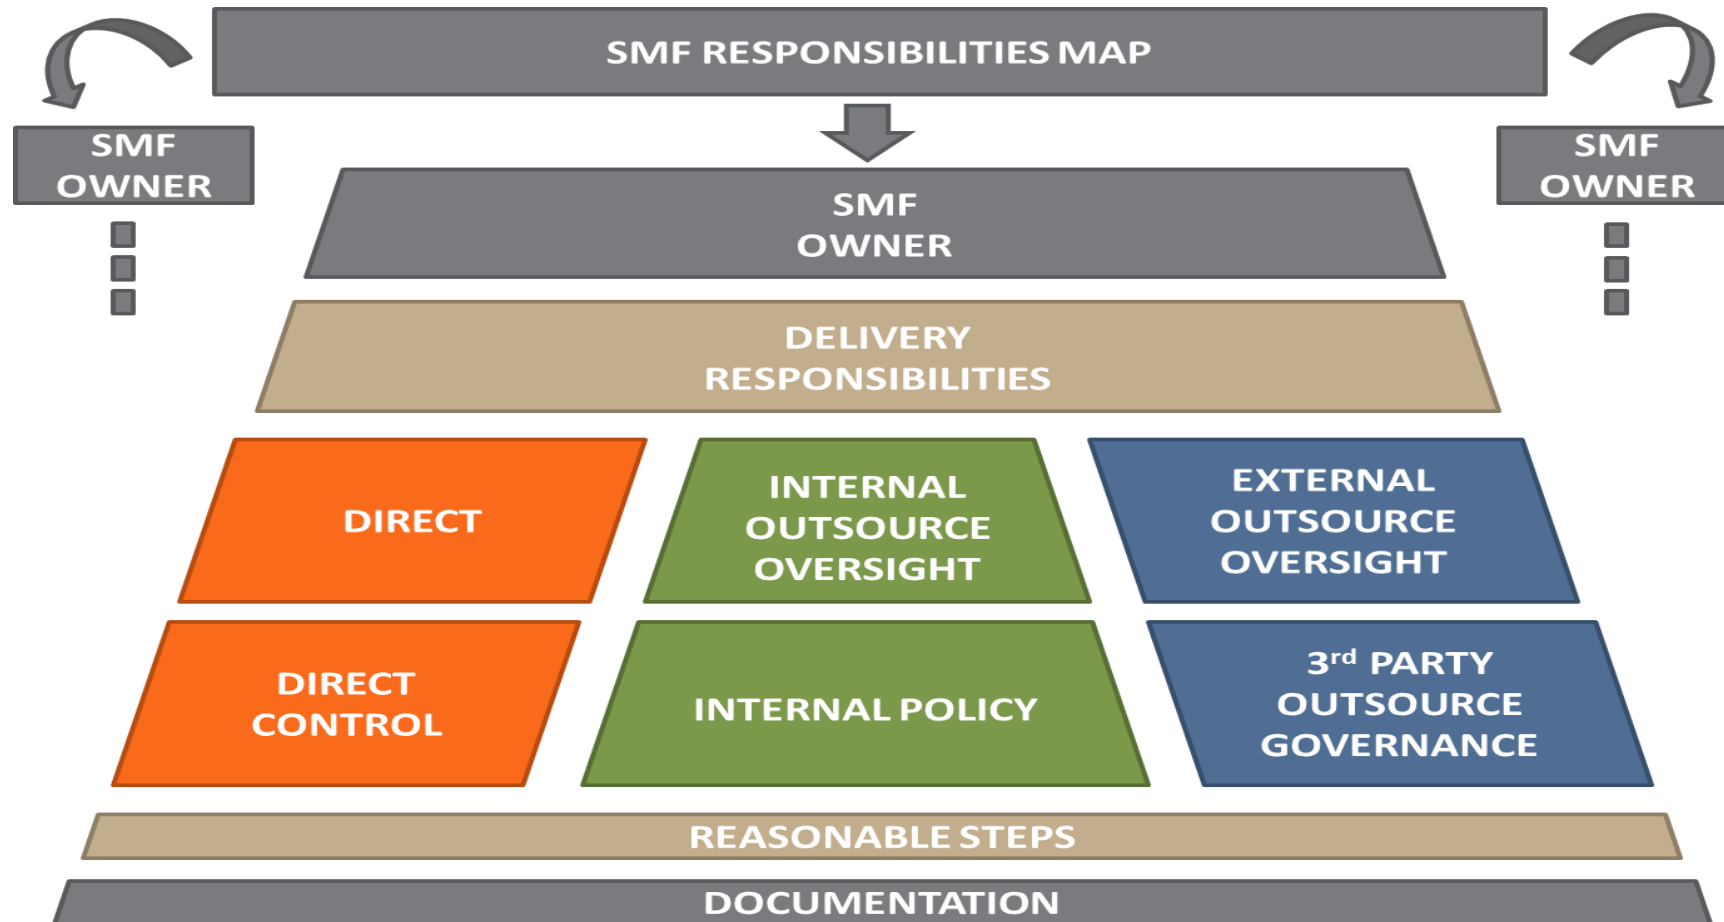 SMF RESPONSIBILITIES MAP
SMF
OWNER
SMF
OWNER
SMF
OWNER
DELIVERY
RESPONSIBILITIES
DIRECT
INTERNAL
OUTSOURCE
OVERSIGHT
EXTERNAL
OUTSOURCE
OVERSIGHT
DIRECT
CONTROL
INTERNAL POLICY
3rd PARTY
OUTSOURCE
GOVERNANCE
REASONABLE STEPS
DOCUMENTATION